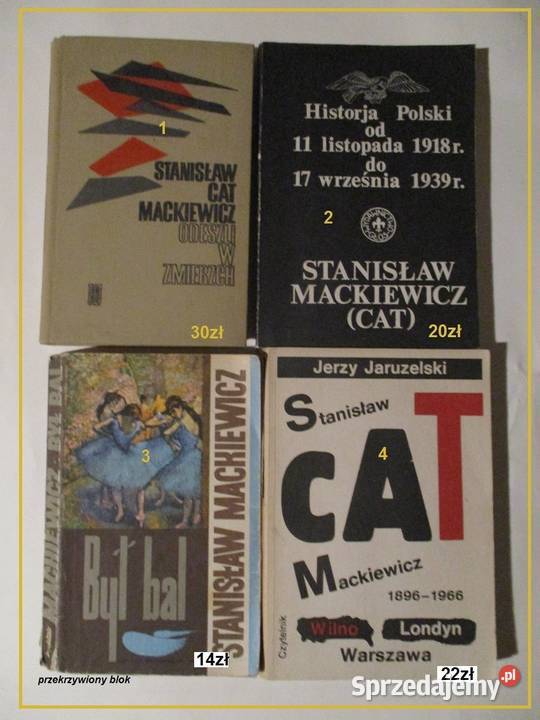 1
STANISŁAW
CAT
MACKIEWICZ
ODESZLI
W
ZMIERZCH
30zł
Historja Polski
od
11 listopada 1918 r.
do
17 września 1939 r.
2
STANISŁAW
MACKIEWICZ
(CAT)
20zł
MACKIEWICZ BYŁ BAL
3
Był bal
STANISŁAW MACKIEWICZ
14zł
przekrzywiony blok
Jerzy Jaruzelski
Stanisław
CAT
4
Mackiewicz
1896-1966
Wilno Londyn
Warszawa
Czytelnik
22zł
Sprzedajemy.pl